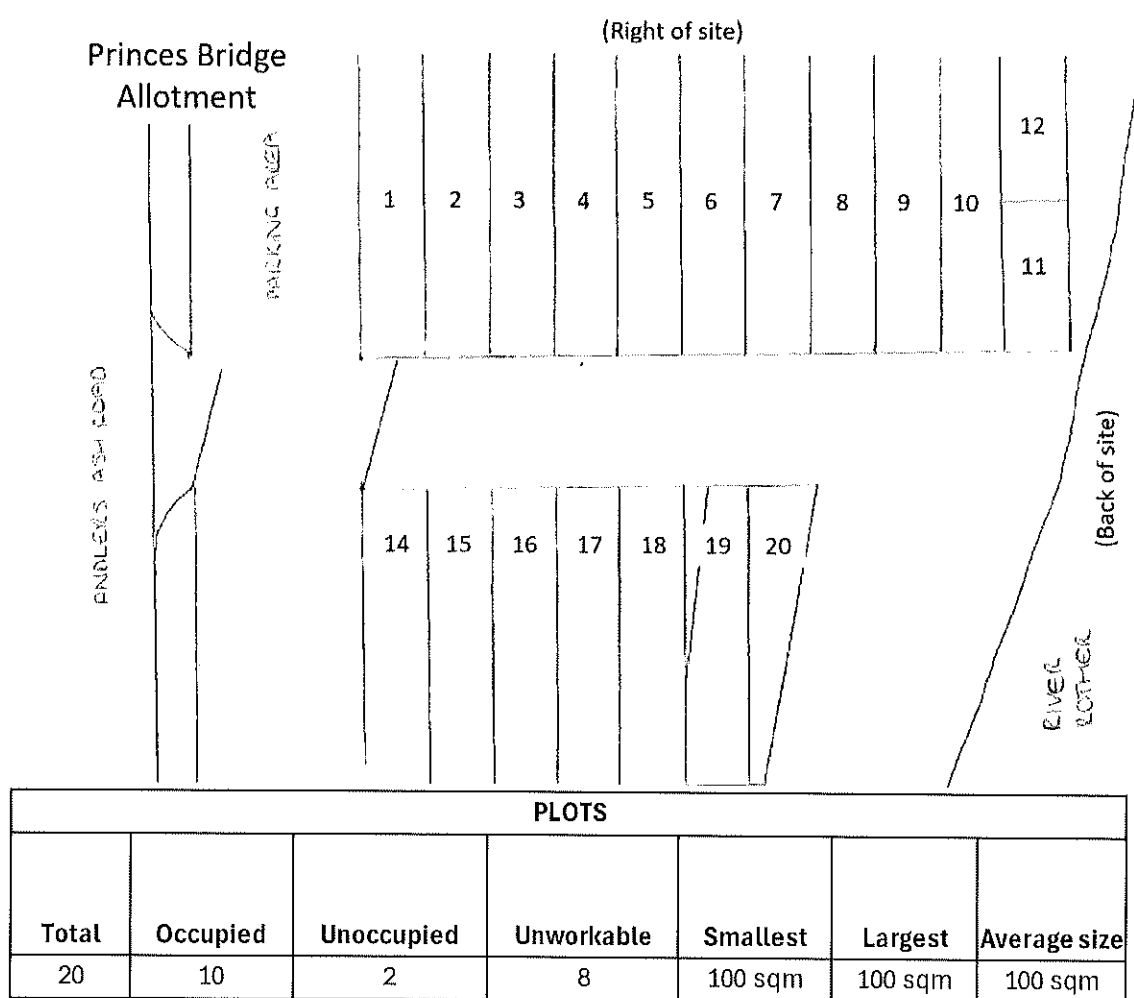 (Right of site)
Princes Bridge
Allotment
PARKING AREA
1 2 3 4 5 6 7 8 9 10
12
11
ANDLERS ASH ROAD
(Back of site)
14 15 16 17 18 19 20
RIVER
ROTHER
PLOTS
Total Occupied Unoccupied Unworkable Smallest Largest Average size
20 10 2 8 100 sqm 100 sqm 100 sqm